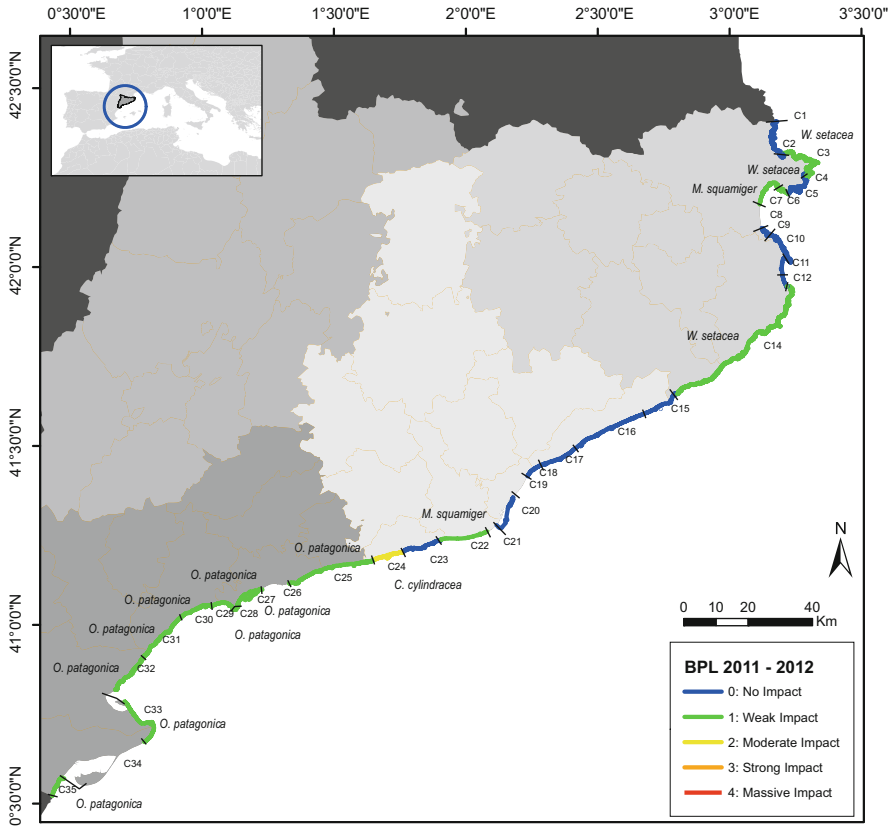 0°30'0"E 1°0'0"E 1°30'0"E 2°0'0"E 2°30'0"E 3°0'0"E 3°30'0"E
42°30'0"N
42°0'0"N
41°30'0"N
41°0'0"N
0°30'0"N
C1
W. setacea
C2
C3
W. setacea
C4
M. squamiger
C5
C6
C7
C8
C9
C10
C11
C12
W. setacea
C14
C15
C16
C17
C18
C19
M. squamiger
C20
C21
C22
O. patagonica
C23
C24
C. cylindracea
C25
O. patagonica
C26
C27
O. patagonica
O. patagonica
C28
C29
C30
O. patagonica
O. patagonica
C31
O. patagonica
C32
C33
O. patagonica
C34
C35
O. patagonica
N
0 10 20 40
Km
BPL 2011 - 2012
0: No Impact
1: Weak Impact
2: Moderate Impact
3: Strong Impact
4: Massive Impact